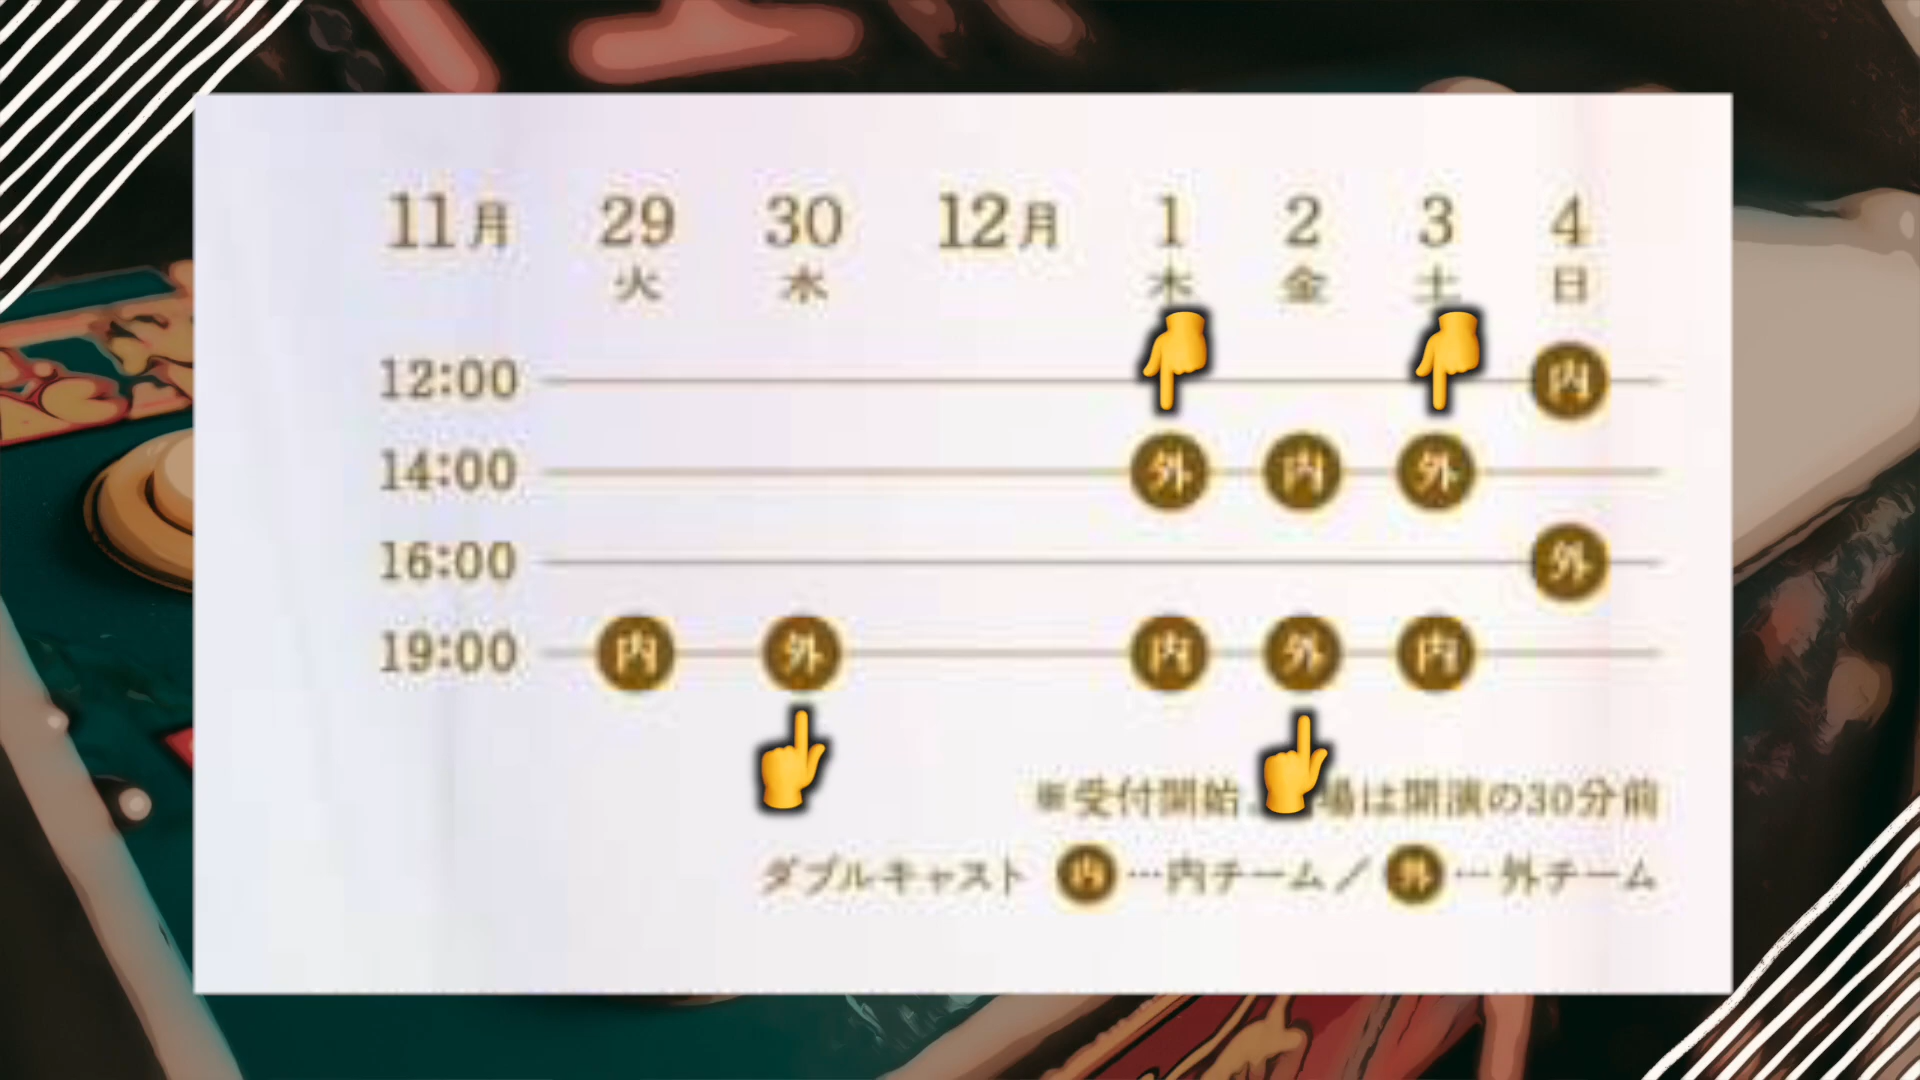 11月 29 30 12月 1 2 3 4
火 水 木 金 土 日
12:00 内
14:00 外 内 外
16:00 外
19:00 内 外 内 外 内
※受付開始 場は開演の30分前
ダブルキャスト 内…内チーム／外…外チーム